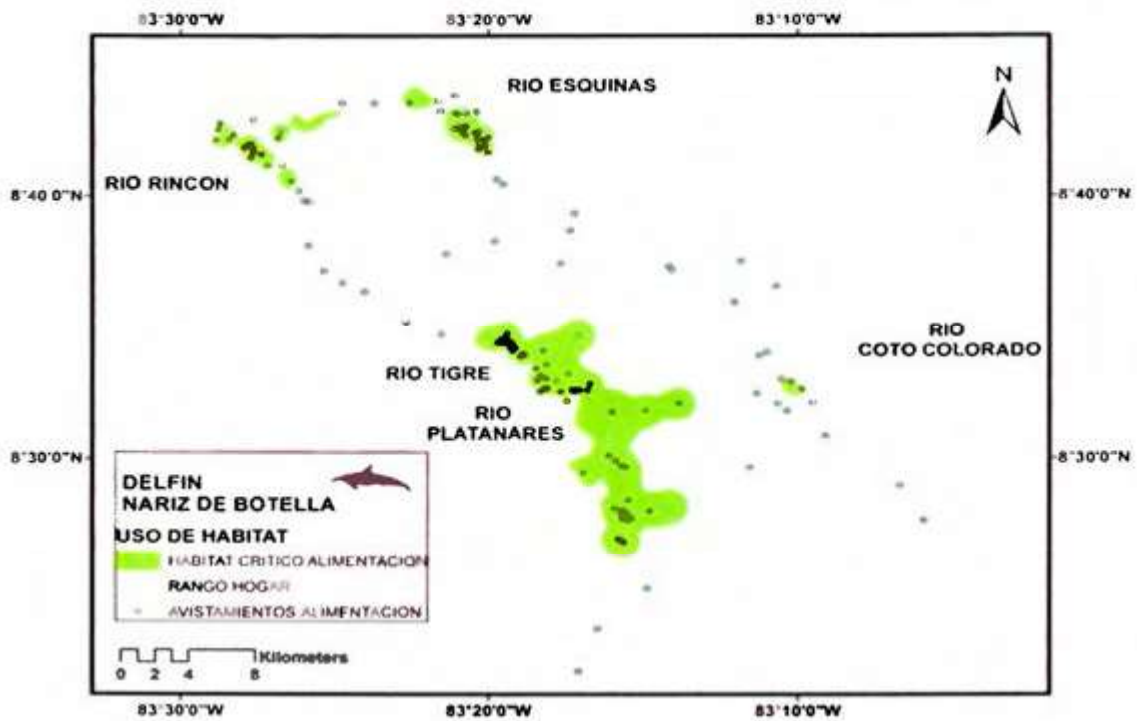 83°30'0"W 83°20'0"W 83°10'0"W
N
RIO ESQUINAS
RIO RINCON
8°40'0"N 8°40'0"N
RIO
COTO COLORADO
RIO TIGRE
RIO
PLATANARES
8°30'0"N 8°30'0"N
DELFIN
NARIZ DE BOTELLA
USO DE HABITAT
HABITAT CRITICO ALIMENTACION
RANGO HOGAR
AVISTAMIENTOS ALIMENTACION
Kilometers
0 2 4 8
83°30'0"W 83°20'0"W 83°10'0"W